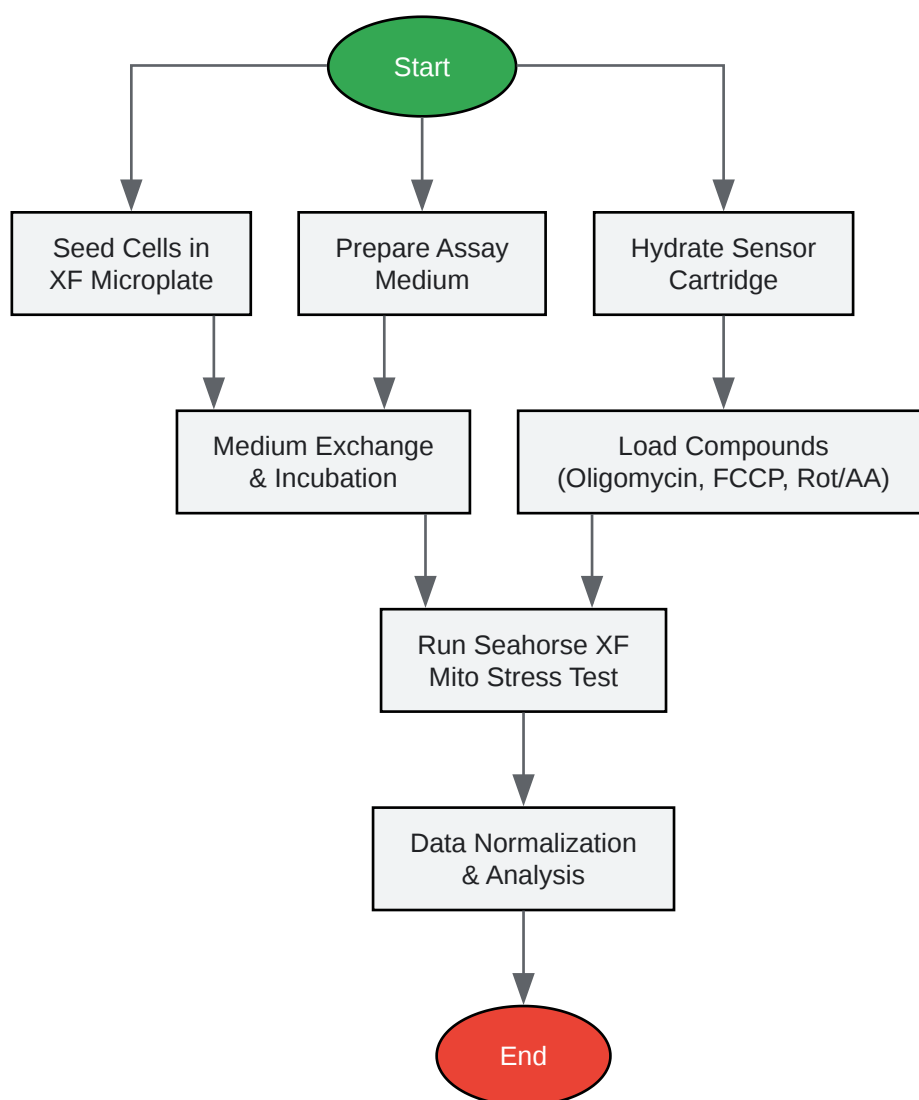 Start
Seed Cells in
XF Microplate
Prepare Assay
Medium
Hydrate Sensor
Cartridge
Medium Exchange
& Incubation
Load Compounds
(Oligomycin, FCCP, Rot/AA)
Run Seahorse XF
Mito Stress Test
Data Normalization
& Analysis
End